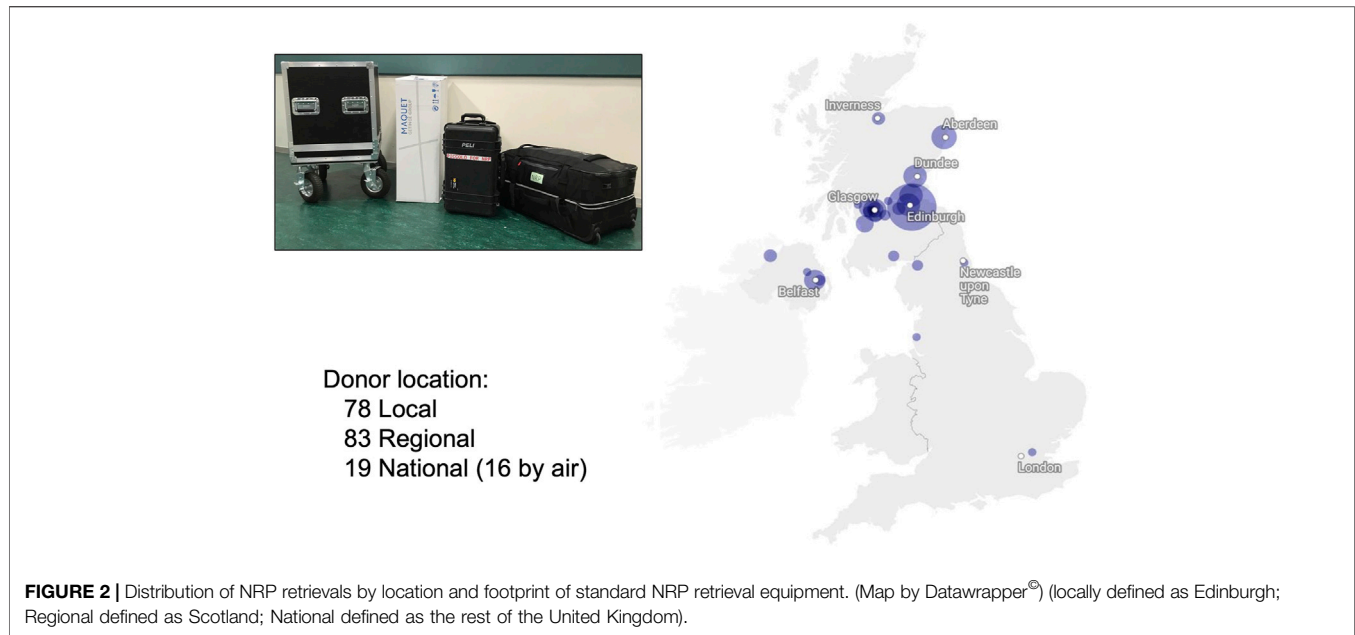 MAQUET
PELI
NRP
Inverness
Aberdeen
Dundee
Glasgow
Edinburgh
Newcastle
upon
Tyne
Belfast
London
Donor location:
78 Local
83 Regional
19 National (16 by air)
FIGURE 2 | Distribution of NRP retrievals by location and footprint of standard NRP retrieval equipment. (Map by Datawrapper©) (locally defined as Edinburgh;
Regional defined as Scotland; National defined as the rest of the United Kingdom).